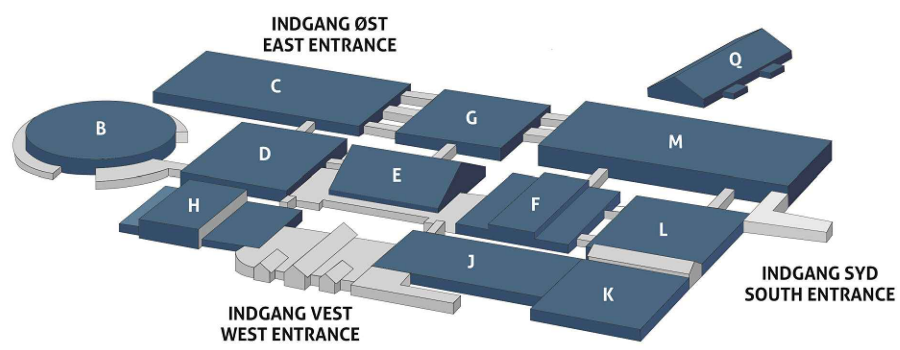 INDGANG ØST
EAST ENTRANCE
Q
C
G
B
M
D
E
H
F
L
J
K
INDGANG SYD
SOUTH ENTRANCE
INDGANG VEST
WEST ENTRANCE